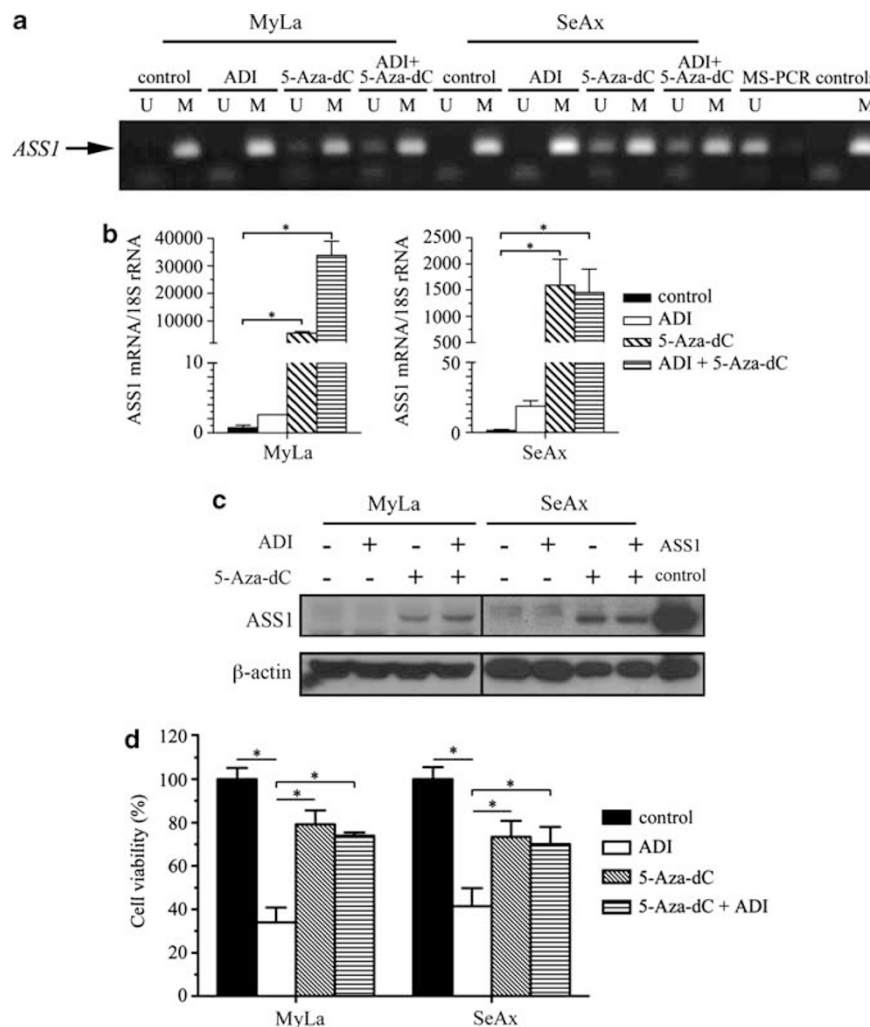 a
MyLa SeAx
control ADI 5-Aza-dC ADI+ 5-Aza-dC control ADI 5-Aza-dC ADI+ 5-Aza-dC MS-PCR controls
U M U M U M U M U M U M U M U M U M
ASS1
b
ASS1 mRNA/18S rRNA
40000
30000
20000
10000
10
0
MyLa
ASS1 mRNA/18S rRNA
2500
2000
1500
1000
500
50
25
0
SeAx
* * * *
control
ADI
5-Aza-dC
ADI + 5-Aza-dC
c
MyLa SeAx
ADI - + - + - + - + ASS1
5-Aza-dC - - + + - - + + control
ASS1
β-actin
d
Cell viability (%)
120
100
80
60
40
20
0
* * * * * *
MyLa SeAx
control
ADI
5-Aza-dC
5-Aza-dC + ADI